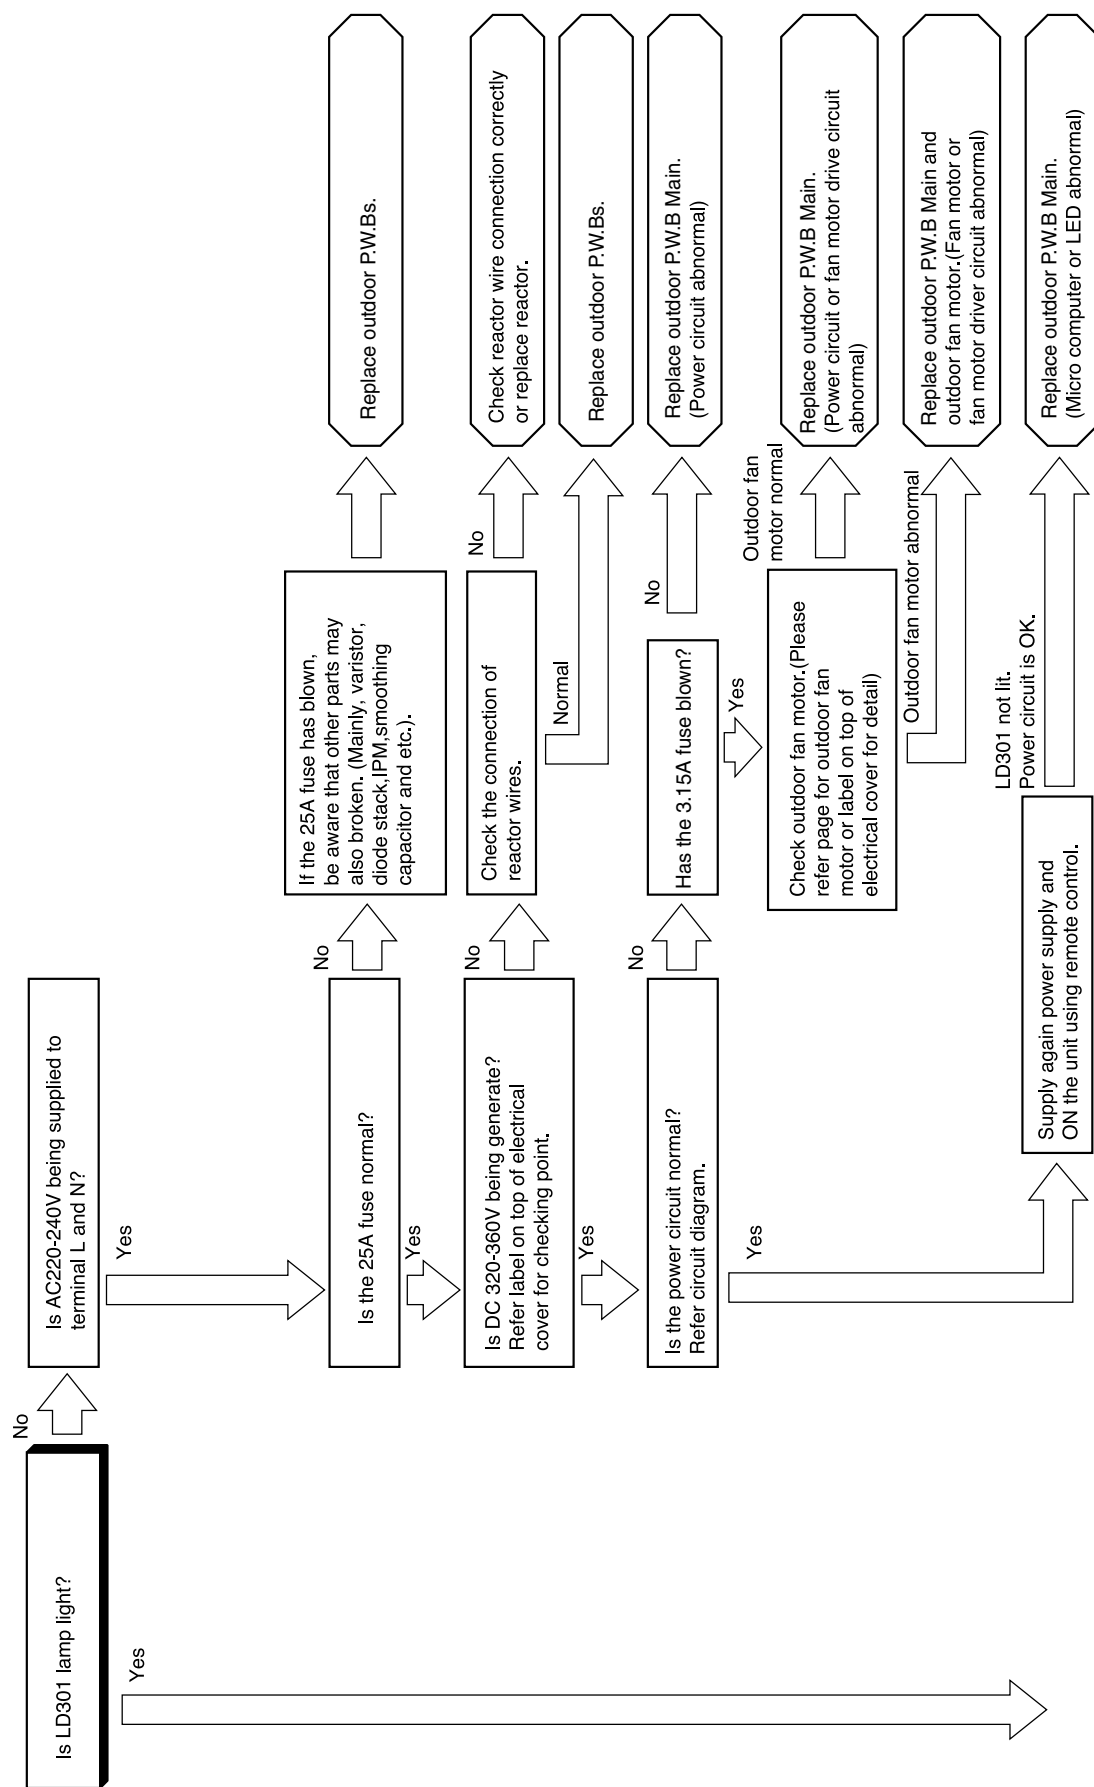 Is LD301 lamp light?
No
Yes
Is AC220-240V being supplied to
terminal L and N?
Yes
Is the 25A fuse normal?
No
If the 25A fuse has blown,
be aware that other parts may
also broken. (Mainly, varistor,
diode stack,IPM,smoothing
capacitor and etc.).
Replace outdoor P.W.Bs.
Yes
Is DC 320-360V being generate?
Refer label on top of electrical
cover for checking point.
No
Check the connection of
reactor wires.
No
Check reactor wire connection correctly
or replace reactor.
Normal
Replace outdoor P.W.Bs.
Yes
Is the power circuit normal?
Refer circuit diagram.
No
Has the 3.15A fuse blown?
No
Replace outdoor P.W.B Main.
(Power circuit abnormal)
Yes
Check outdoor fan motor.(Please
refer page for outdoor fan
motor or label on top of
electrical cover for detail)
Outdoor fan
motor normal
Replace outdoor P.W.B Main.
(Power circuit or fan motor drive circuit
abnormal)
Outdoor fan motor abnormal
Replace outdoor P.W.B Main and
outdoor fan motor.(Fan motor or
fan motor driver circuit abnormal)
Yes
Supply again power supply and
ON the unit using remote control.
LD301 not lit.
Power circuit is OK.
Replace outdoor P.W.B Main.
(Micro computer or LED abnormal)